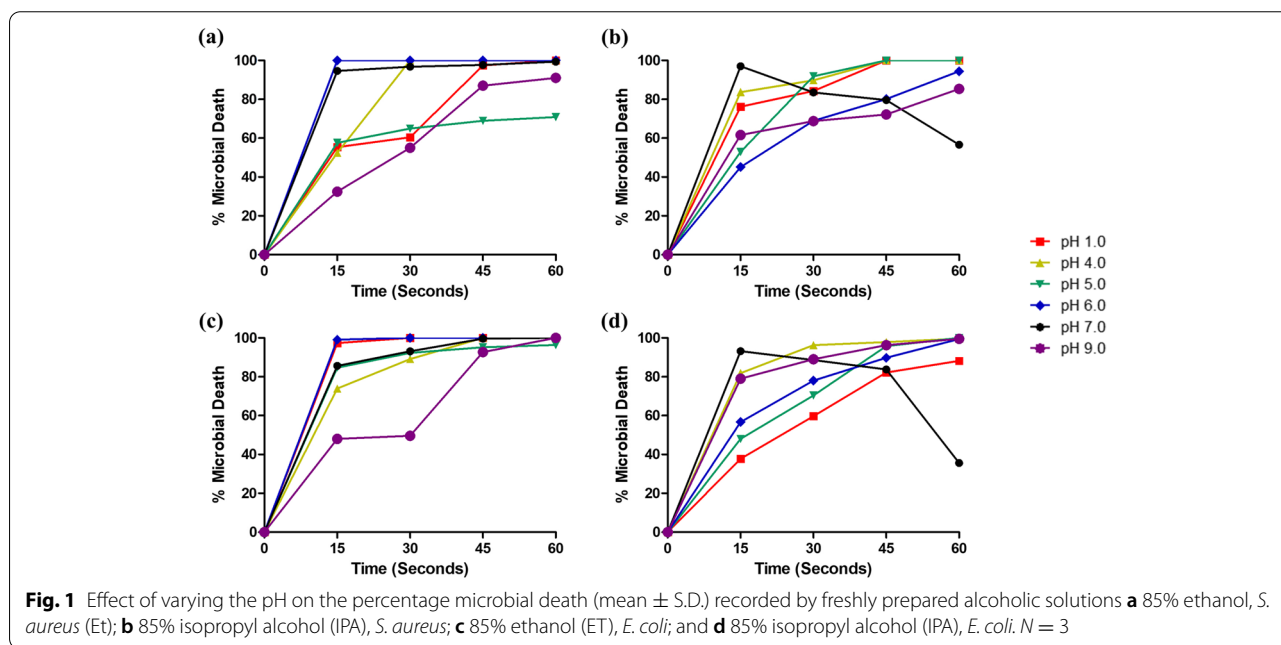 (a)
% Microbial Death
100
80
60
40
20
0
0 15 30 45 60
Time (Seconds)
(b)
% Microbial Death
100
80
60
40
20
0
0 15 30 45 60
Time (Seconds)
pH 1.0
pH 4.0
pH 5.0
pH 6.0
pH 7.0
pH 9.0
(c)
% Microbial Death
100
80
60
40
20
0
0 15 30 45 60
Time (Seconds)
(d)
% Microbial Death
100
80
60
40
20
0
0 15 30 45 60
Time (Seconds)
Fig. 1 Effect of varying the pH on the percentage microbial death (mean ± S.D.) recorded by freshly prepared alcoholic solutions a 85% ethanol, S.
aureus (Et); b 85% isopropyl alcohol (IPA), S. aureus; c 85% ethanol (ET), E. coli; and d 85% isopropyl alcohol (IPA), E. coli. N = 3